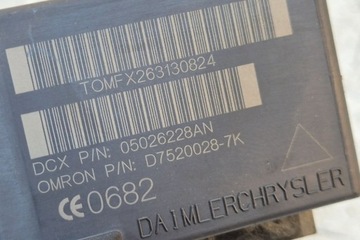 TOMFX263130824
DCX P/N: 05026228AN
OMRON P/N: D7520028-7K
CE0682
DAIMLERCHRYSLER